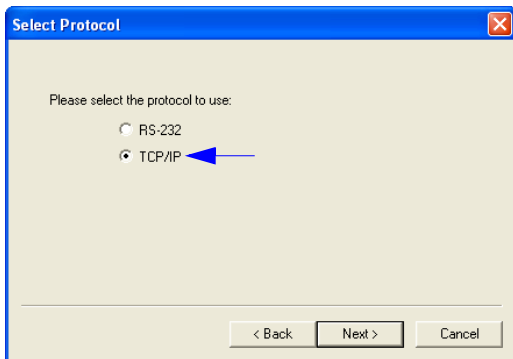 Select Protocol
Please select the protocol to use:
RS-232
TCP/IP
< Back Next > Cancel